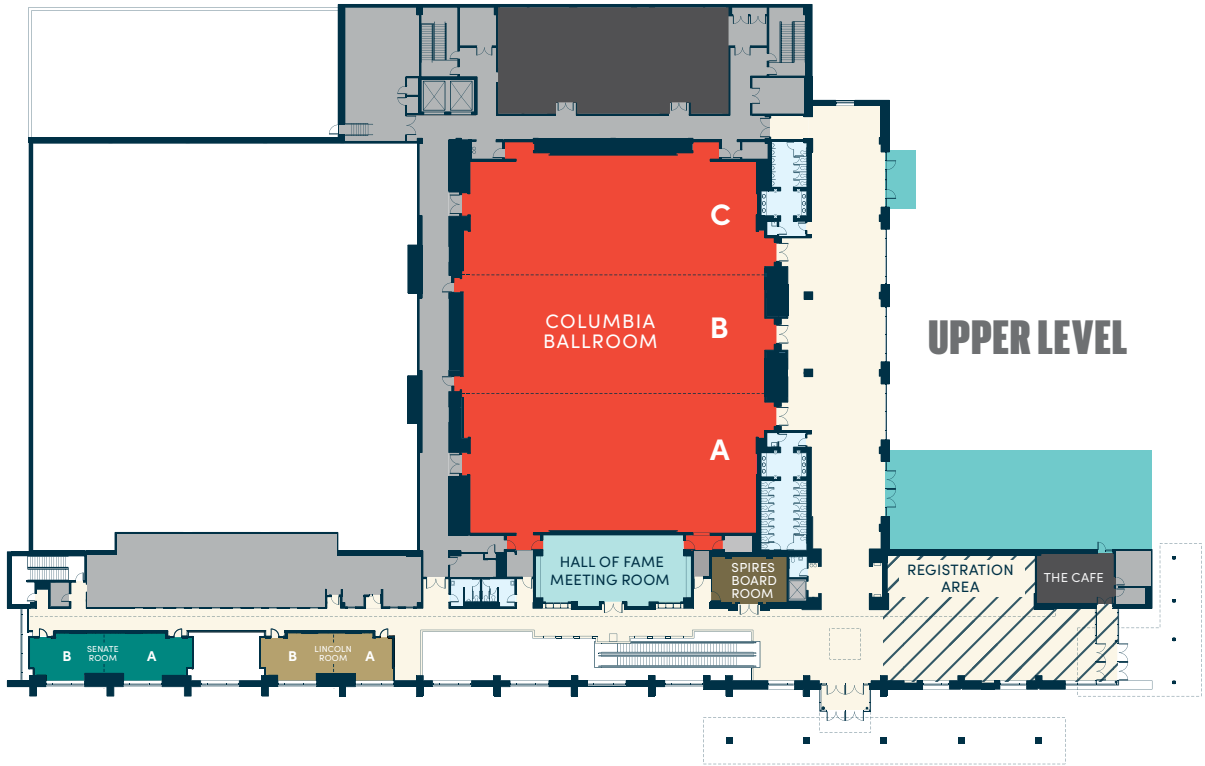 C
COLUMBIA
BALLROOM
B
UPPER LEVEL
A
HALL OF FAME
MEETING ROOM
SPIRES
BOARD
ROOM
REGISTRATION
AREA
THE CAFE
B
SENATE
ROOM
A
B
LINCOLN
ROOM
A